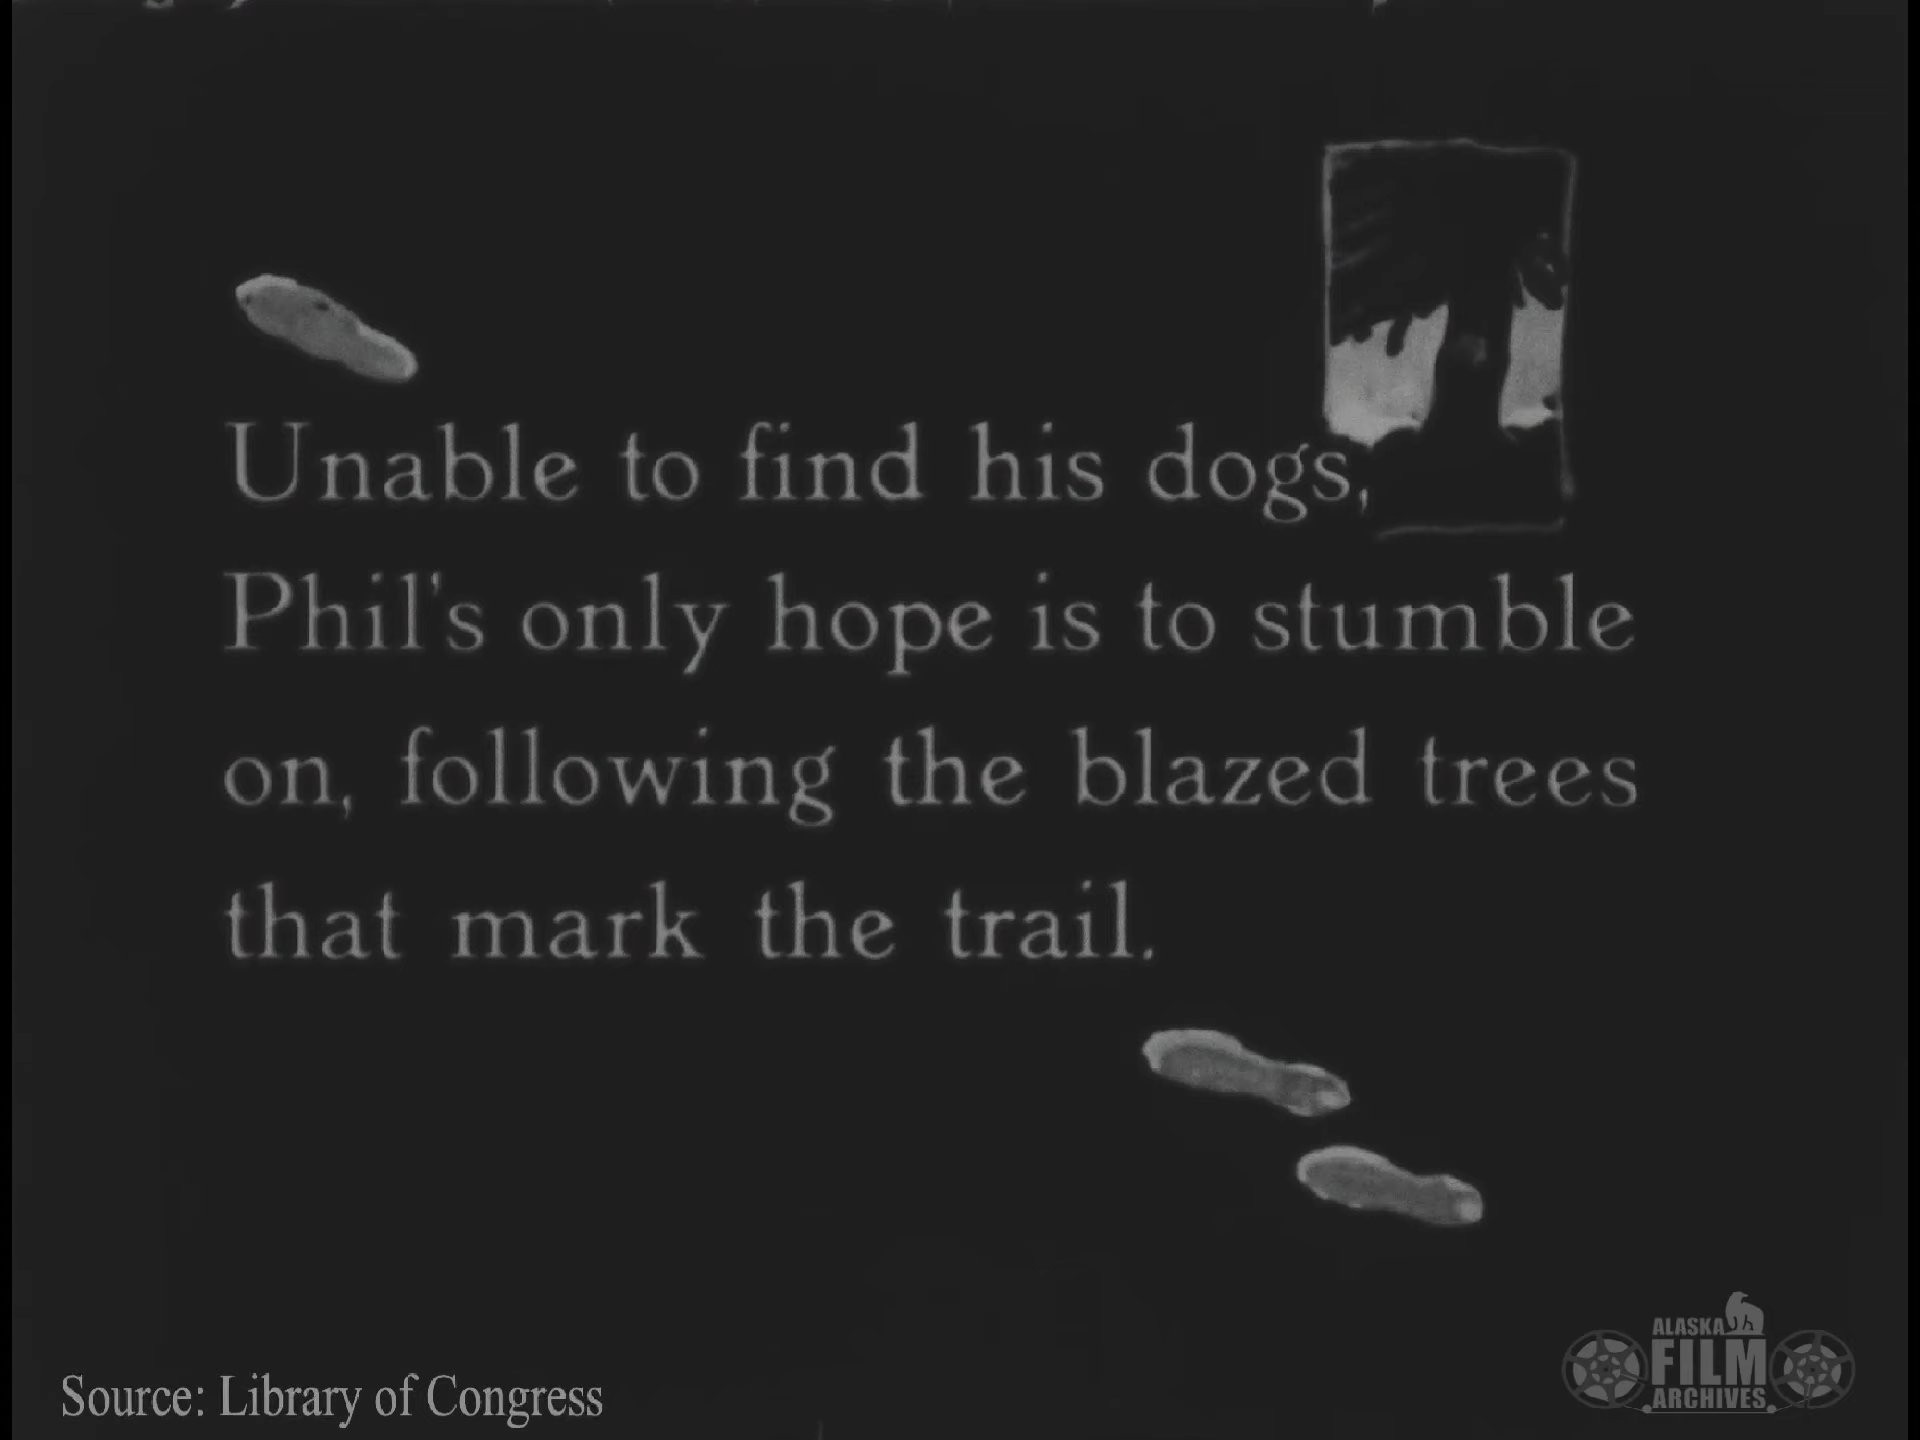 Unable to find his dogs,
Phil's only hope is to stumble
on, following the blazed trees
that mark the trail.
Source: Library of Congress
ALASKA
FILM
ARCHIVES